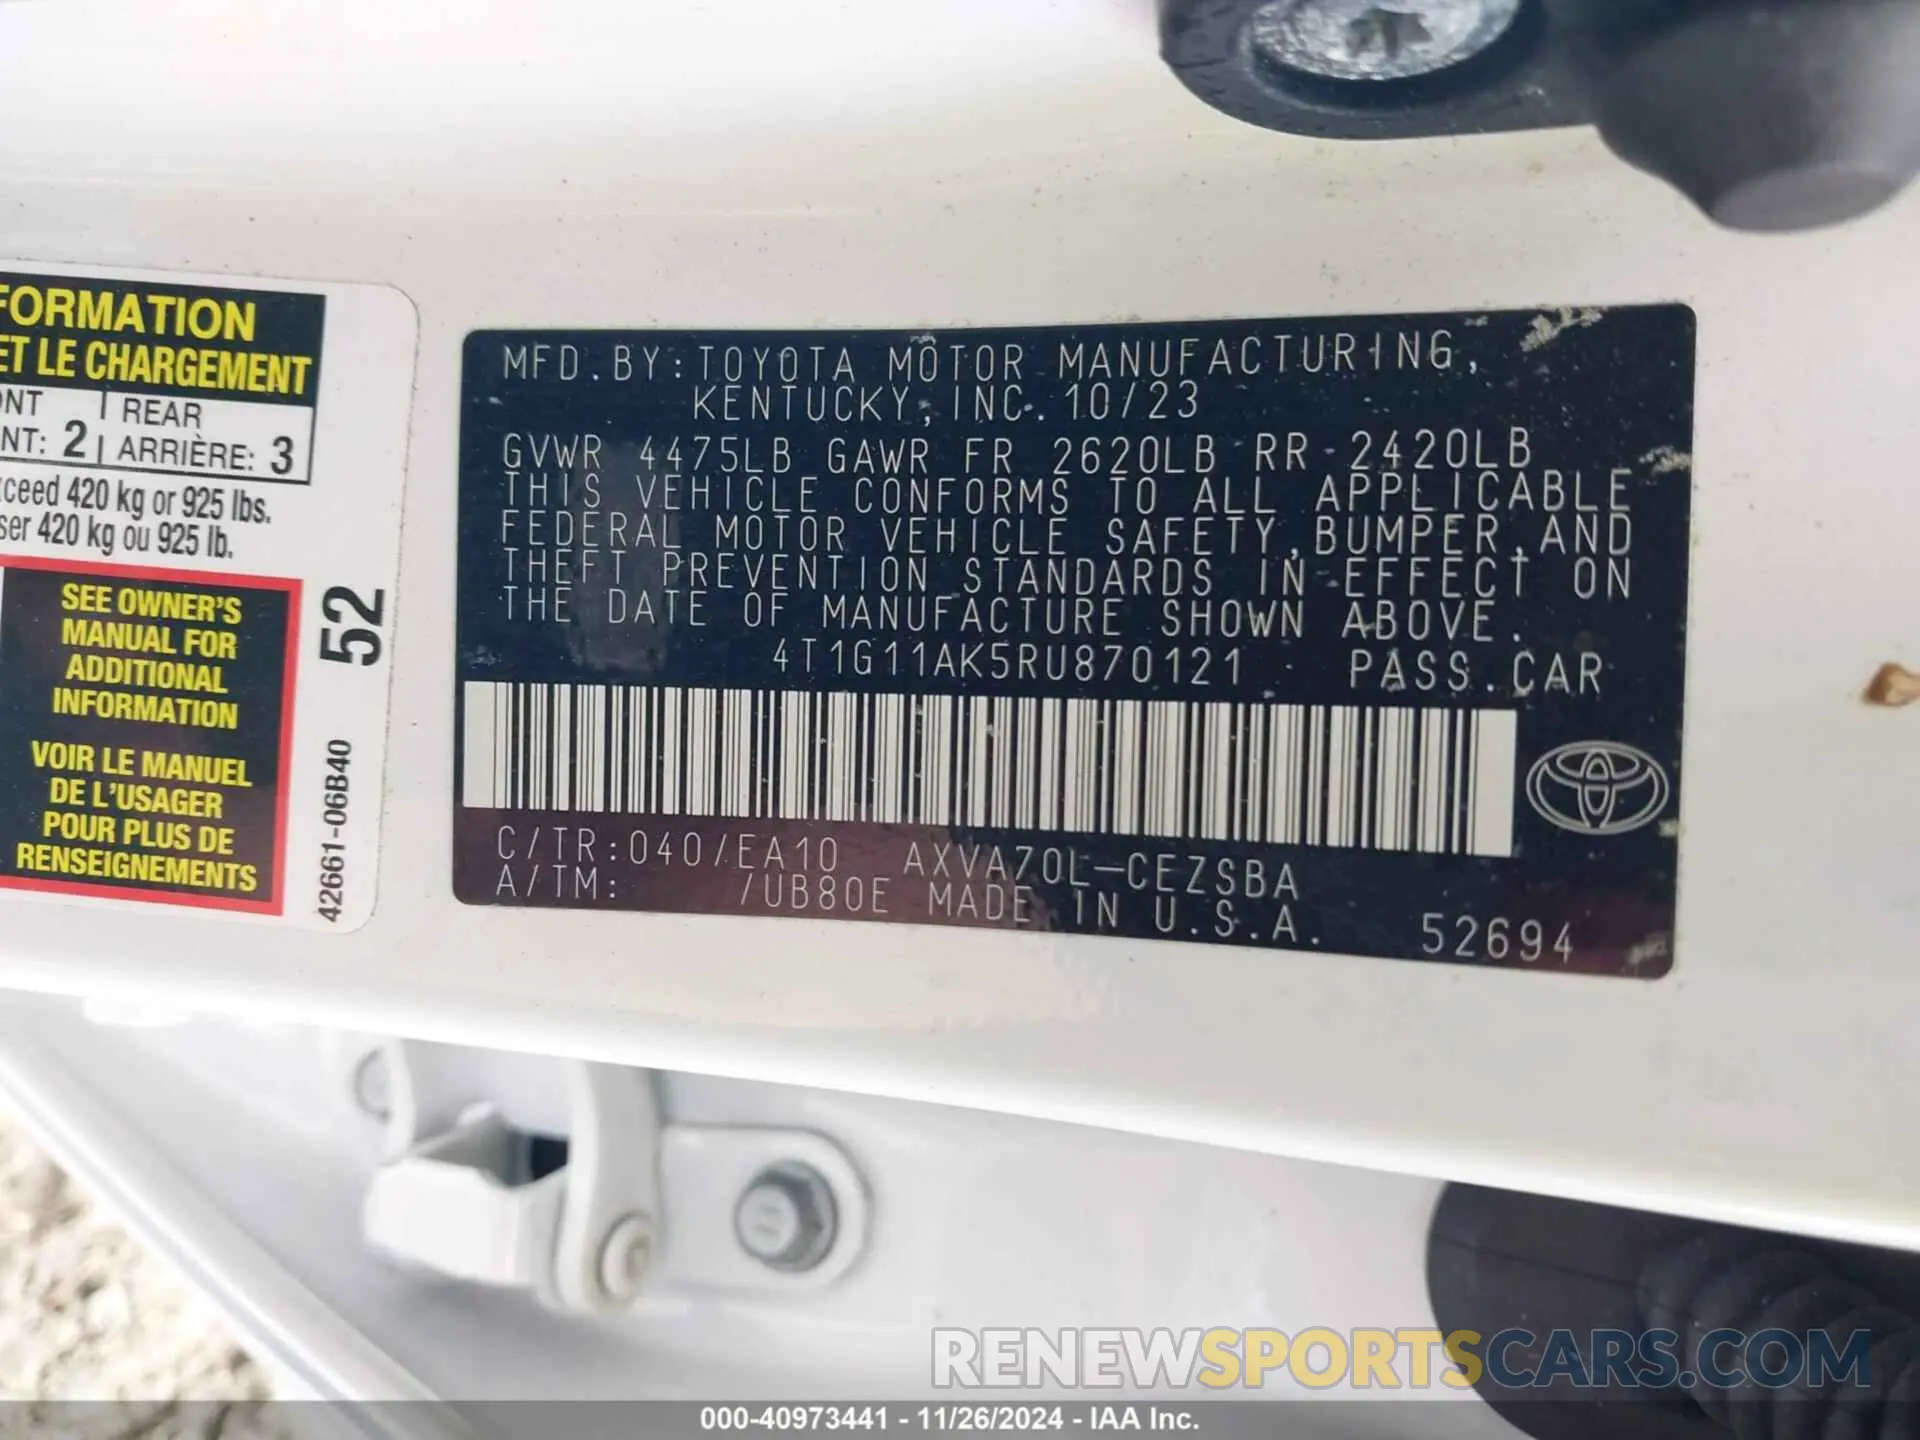 FORMATION
ET LE CHARGEMENT
REAR
NT: 2 ARRIÈRE: 3
ceed 420 kg or 925 lbs.
ser 420 kg ou 925 lb.
SEE OWNER'S
MANUAL FOR
ADDITIONAL
INFORMATION
VOIR LE MANUEL
DE L'USAGER
POUR PLUS DE
RENSEIGNEMENTS
52
42661-06B40
MFD. BY: TOYOTA MOTOR MANUFACTURING,
KENTUCKY, INC. 10/23
GVWR 4475LB GAWR FR 2620LB RR 2420LB
THIS VEHICLE CONFORMS TO ALL APPLICABLE
FEDERAL MOTOR VEHICLE SAFETY, BUMPER, AND
THEFT PREVENTION STANDARDS IN EFFECT ON
THE DATE OF MANUFACTURE SHOWN ABOVE.
4T1G11AK5RU870121 PASS. CAR
C/TR: 040/EA10 AXVA70L-CEZSBA
A/TM: /UB80E MADE IN U.S.A. 52694
RENEWSPORTSCARS.COM
000-40973441 - 11/26/2024 - IAA Inc.